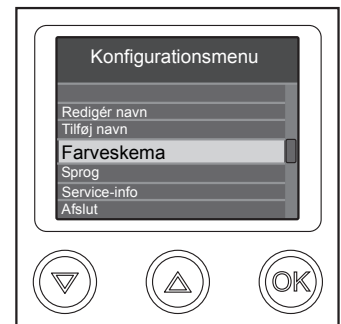 Konfigurationsmenu
Redigér navn
Tilføj navn
Farveskema
Sprog
Service-info
Afslut
OK